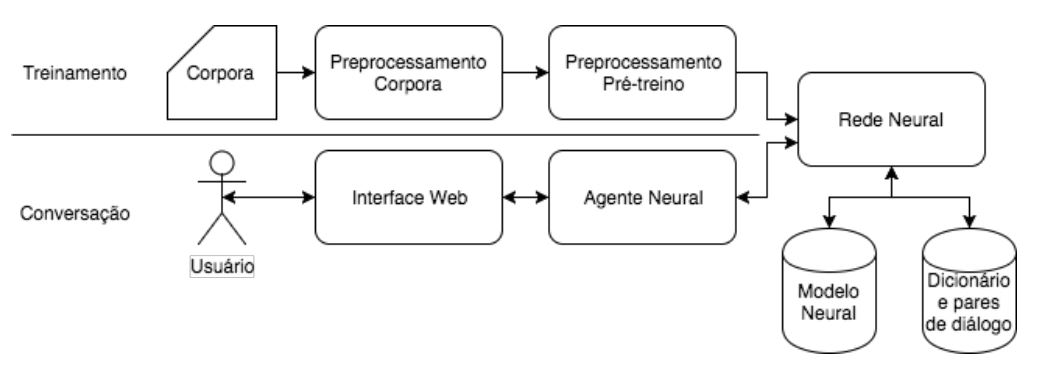 Treinamento
Corpora
Preprocessamento
Corpora
Preprocessamento
Pré-treino
Rede Neural
Conversação
Usuário
Interface Web
Agente Neural
Modelo
Neural
Dicionário
e pares
de diálogo